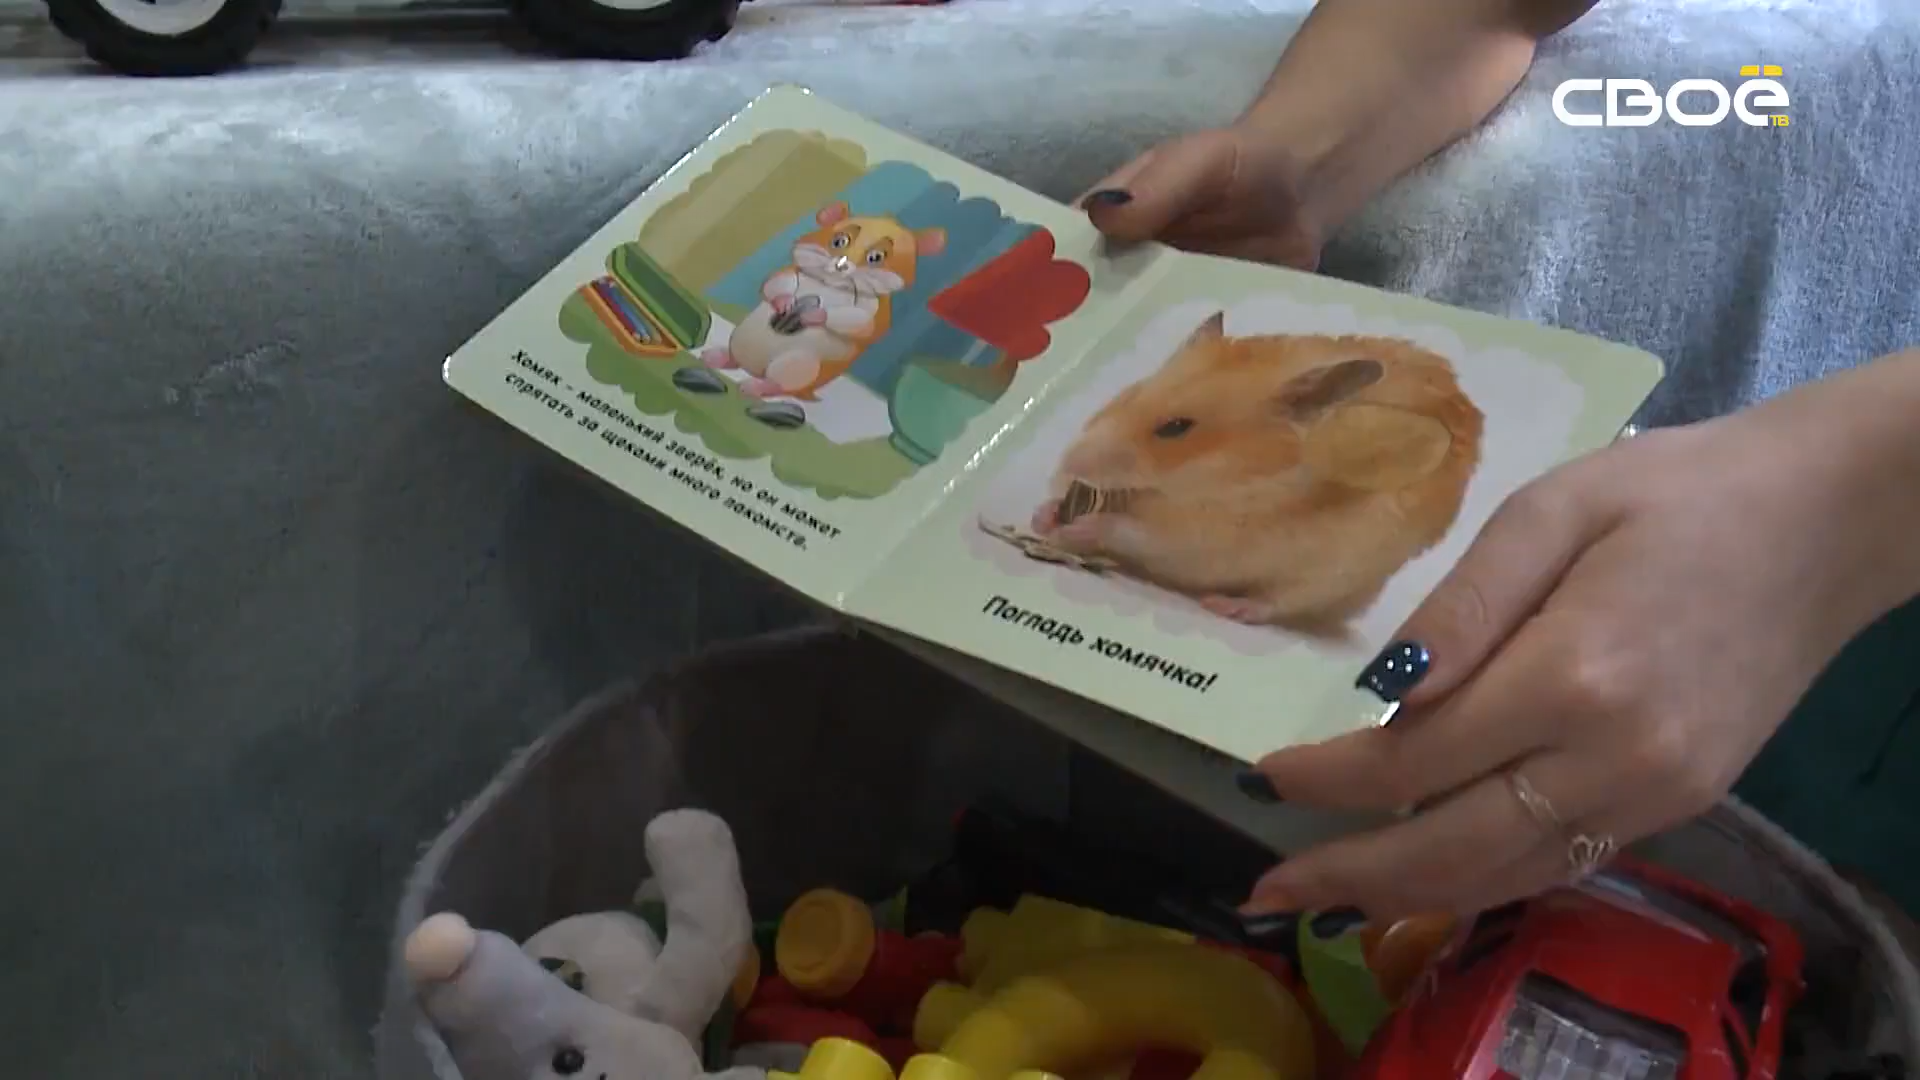 СВОЁ
ТВ
Хомяк – маленький зверёк, но он может
спрятать за щеками много лакомств.
Погладь хомячка!